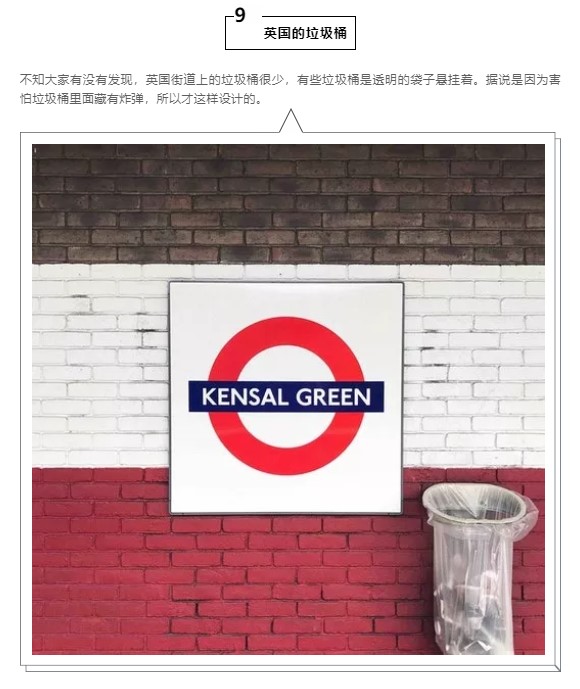 9
英国的垃圾桶
不知大家有没有发现，英国街道上的垃圾桶很少，有些垃圾桶是透明的袋子悬挂着。据说是因为害
怕垃圾桶里面藏有炸弹，所以才这样设计的。
KENSAL GREEN